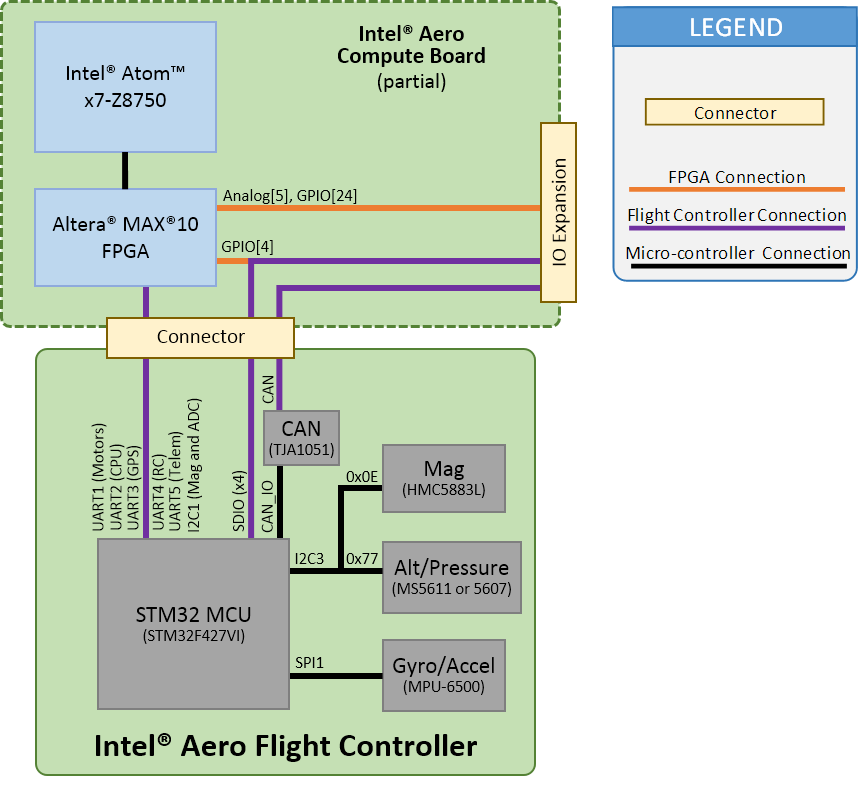 Intel® Aero
Compute Board
(partial)
Intel® Atom™
x7-Z8750
Altera® MAX®10
FPGA
Analog[5], GPIO[24]
GPIO[4]
IO Expansion
Connector
UART1 (Motors)
UART2 (CPU)
UART3 (GPS)
UART4 (RC)
UART5 (Telem)
I2C1 (Mag and ADC)
SDIO (x4)
CAN
CAN_IO
CAN
(TJA1051)
0x0E
Mag
(HMC5883L)
I2C3
0x77
Alt/Pressure
(MS5611 or 5607)
STM32 MCU
(STM32F427VI)
SPI1
Gyro/Accel
(MPU-6500)
Intel® Aero Flight Controller
LEGEND
Connector
FPGA Connection
Flight Controller Connection
Micro-controller Connection